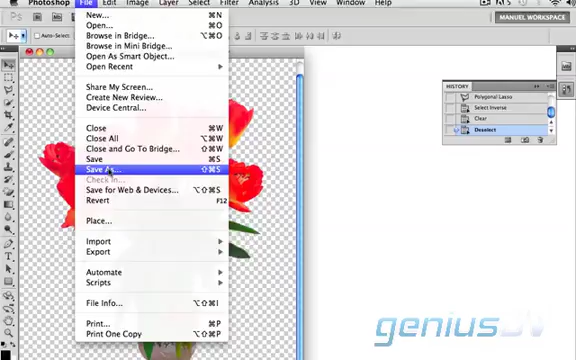 Photoshop File Edit Image Layer Select Filter Analysis 3D View Window Help
MANUEL WORKSPACE
Auto-Select:
New... ⌘N
Open... ⌘O
Browse in Bridge... ⌥⌘O
Browse in Mini Bridge...
Open As Smart Object...
Open Recent
Share My Screen...
Create New Review...
Device Central...
Close ⌘W
Close All ⌥⌘W
Close and Go To Bridge... ⇧⌘W
Save ⌘S
Save As... ⇧⌘S
Check In...
Save for Web & Devices... ⌥⇧⌘S
Revert F12
Place...
Import
Export
Automate
Scripts
File Info... ⌥⇧⌘I
Print... ⌘P
Print One Copy ⌥⇧⌘P
HISTORY
Polygonal Lasso
Select Inverse
Clear
Deselect
genius